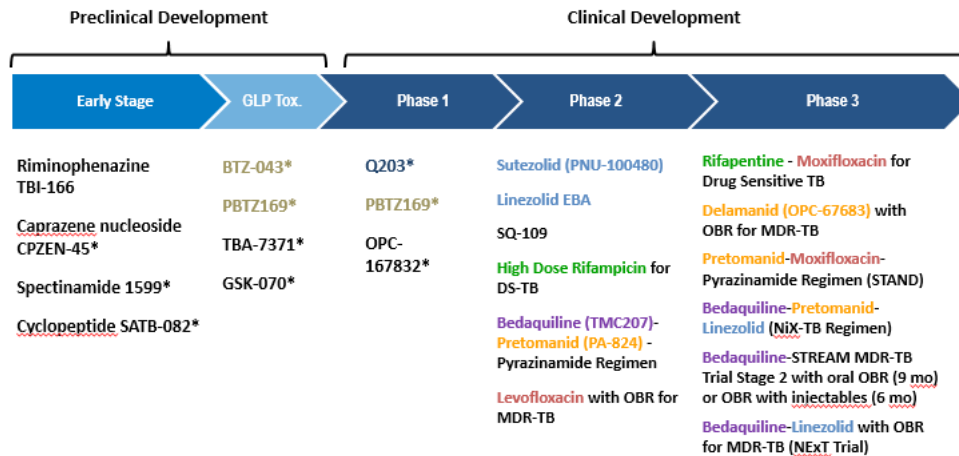 Preclinical Development
Clinical Development
Early Stage
GLP Tox.
Phase 1
Phase 2
Phase 3
Riminophenazine
TBI-166
Caprazene nucleoside
CPZEN-45*
Spectinamide 1599*
Cyclopeptide SATB-082*
BTZ-043*
PBTZ169*
TBA-7371*
GSK-070*
Q203*
PBTZ169*
OPC-
167832*
Sutezolid (PNU-100480)
Linezolid EBA
SQ-109
High Dose Rifampicin for
DS-TB
Bedaquiline (TMC207)-
Pretomanid (PA-824) -
Pyrazinamide Regimen
Levofloxacin with OBR for
MDR-TB
Rifapentine - Moxifloxacin for
Drug Sensitive TB
Delamanid (OPC-67683) with
OBR for MDR-TB
Pretomanid-Moxifloxacin-
Pyrazinamide Regimen (STAND)
Bedaquiline-Pretomanid-
Linezolid (NiX-TB Regimen)
Bedaquiline-STREAM MDR-TB
Trial Stage 2 with oral OBR (9 mo)
or OBR with injectables (6 mo)
Bedaquiline-Linezolid with OBR
for MDR-TB (NExT Trial)